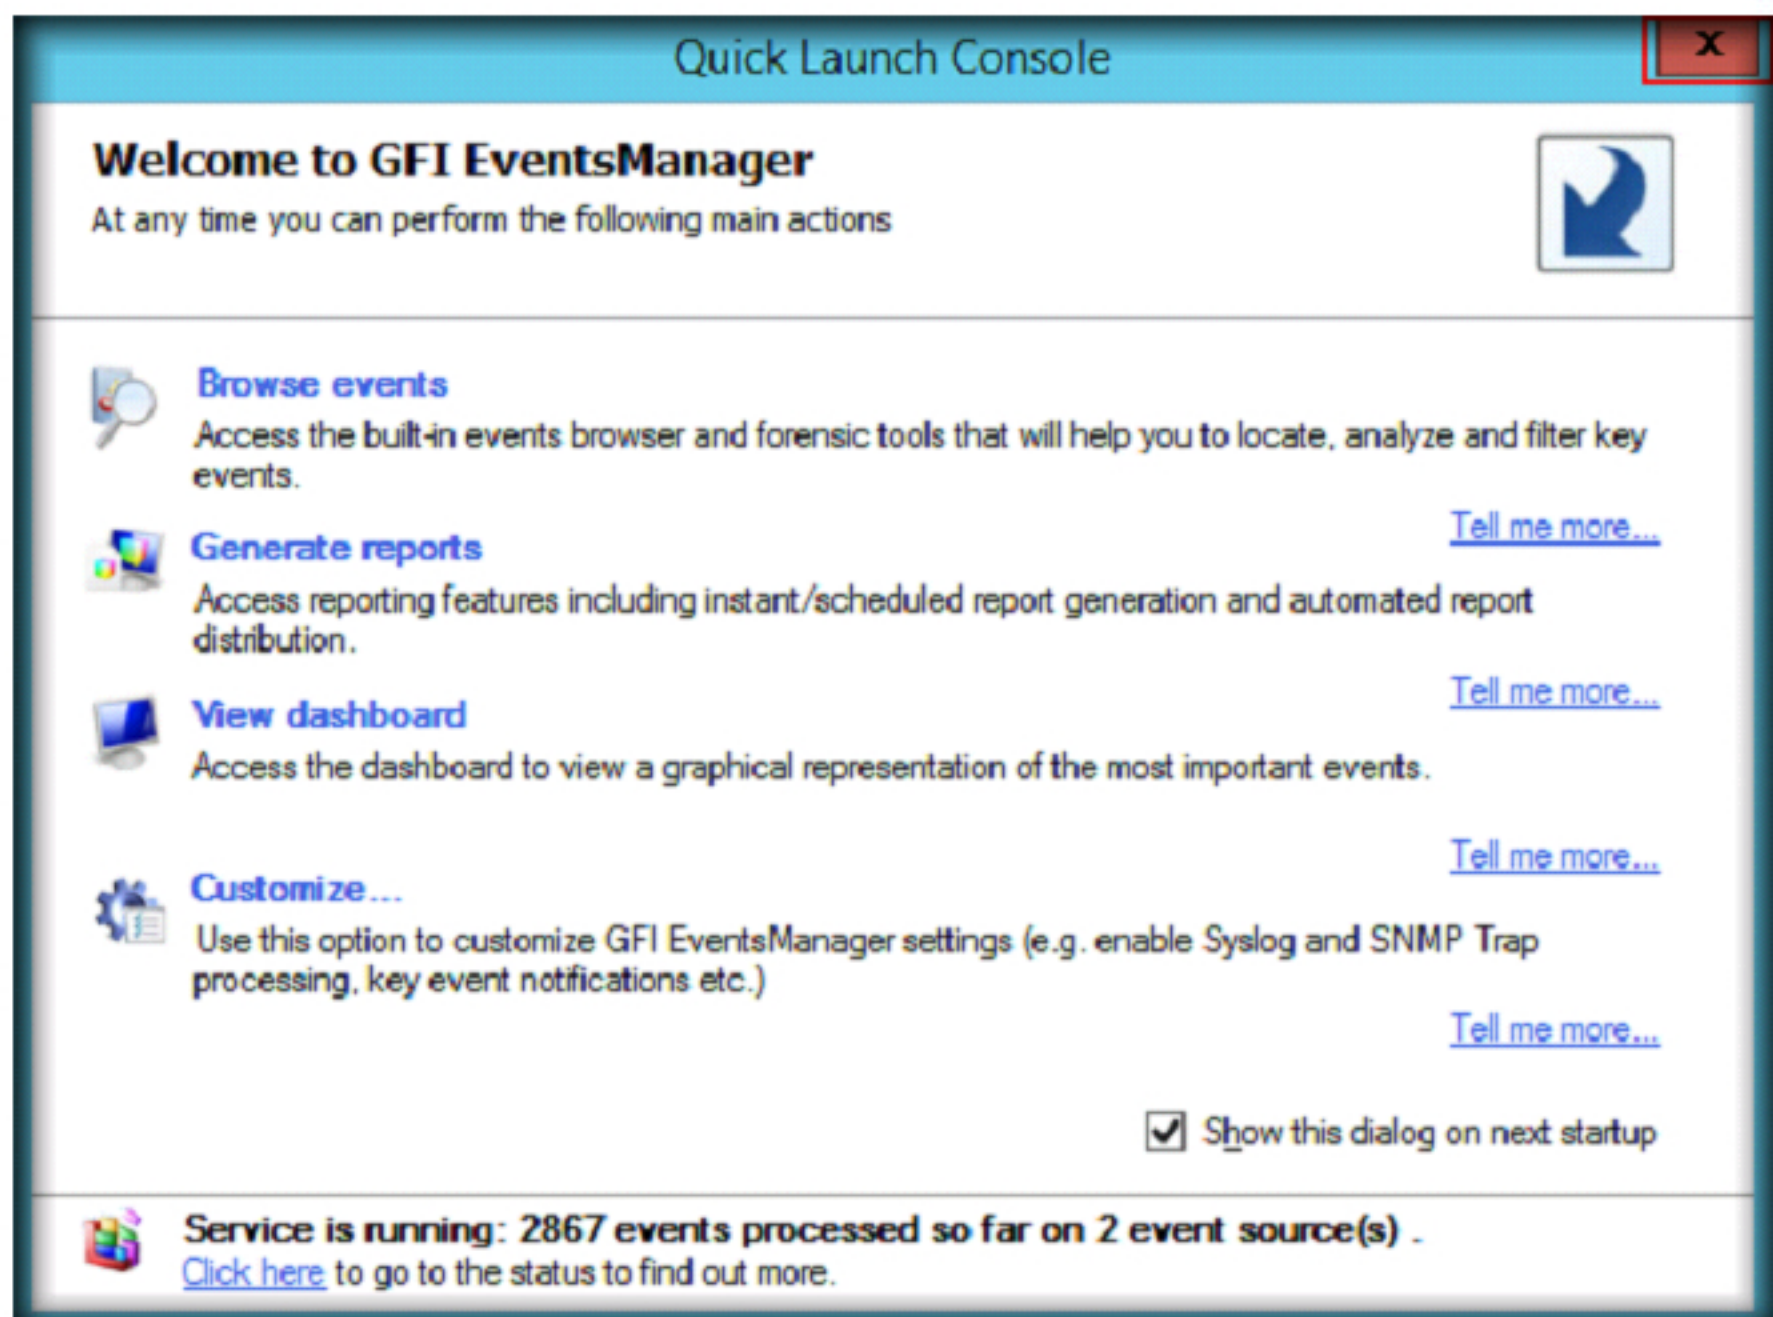 Quick Launch Console
x
Welcome to GFI EventsManager
At any time you can perform the following main actions
Browse events
Access the built-in events browser and forensic tools that will help you to locate, analyze and filter key
events.
Tell me more...
Generate reports
Access reporting features including instant/scheduled report generation and automated report
distribution.
Tell me more...
View dashboard
Access the dashboard to view a graphical representation of the most important events.
Tell me more...
Customize...
Use this option to customize GFI EventsManager settings (e.g. enable Syslog and SNMP Trap
processing, key event notifications etc.)
Tell me more...
Show this dialog on next startup
Service is running: 2867 events processed so far on 2 event source(s) .
Click here to go to the status to find out more.